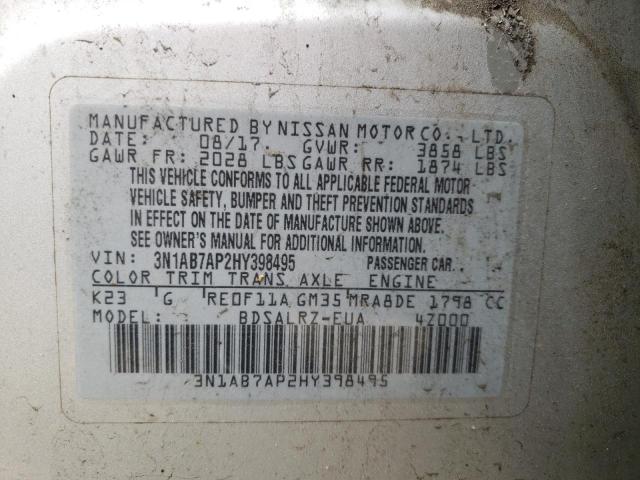 MANUFACTURED BY NISSAN MOTOR CO., LTD.
DATE: 08/17 GVWR: 3858 LBS
GAWR FR: 2028 LBS GAWR RR: 1874 LBS
THIS VEHICLE CONFORMS TO ALL APPLICABLE FEDERAL MOTOR
VEHICLE SAFETY, BUMPER AND THEFT PREVENTION STANDARDS
IN EFFECT ON THE DATE OF MANUFACTURE SHOWN ABOVE.
SEE OWNER'S MANUAL FOR ADDITIONAL INFORMATION.
VIN: 3N1AB7AP2HY398495 PASSENGER CAR
COLOR TRIM TRANS AXLE ENGINE
K23 G RE0F11A GM35 MRA8DE 1798 CC
MODEL: BDSALRZ-EUA 4Z000
3N1AB7AP2HY398495